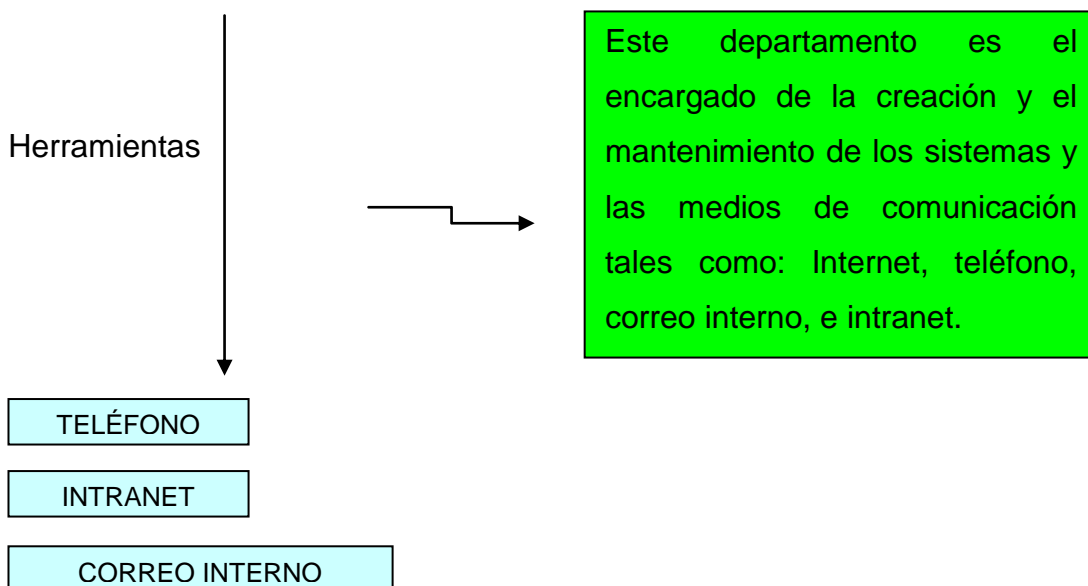 Este departamento es el
encargado de la creación y el
mantenimiento de los sistemas y
las medios de comunicación
tales como: Internet, teléfono,
correo interno, e intranet.
Herramientas
TELÉFONO
INTRANET
CORREO INTERNO